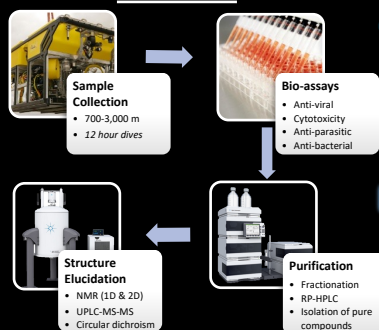 Sample
Collection
• 700-3,000 m
• 12 hour dives
Bio-assays
• Anti-viral
• Cytotoxicity
• Anti-parasitic
• Anti-bacterial
Structure
Elucidation
• NMR (1D & 2D)
• UPLC-MS-MS
• Circular dichroism
Purification
• Fractionation
• RP-HPLC
• Isolation of pure
compounds